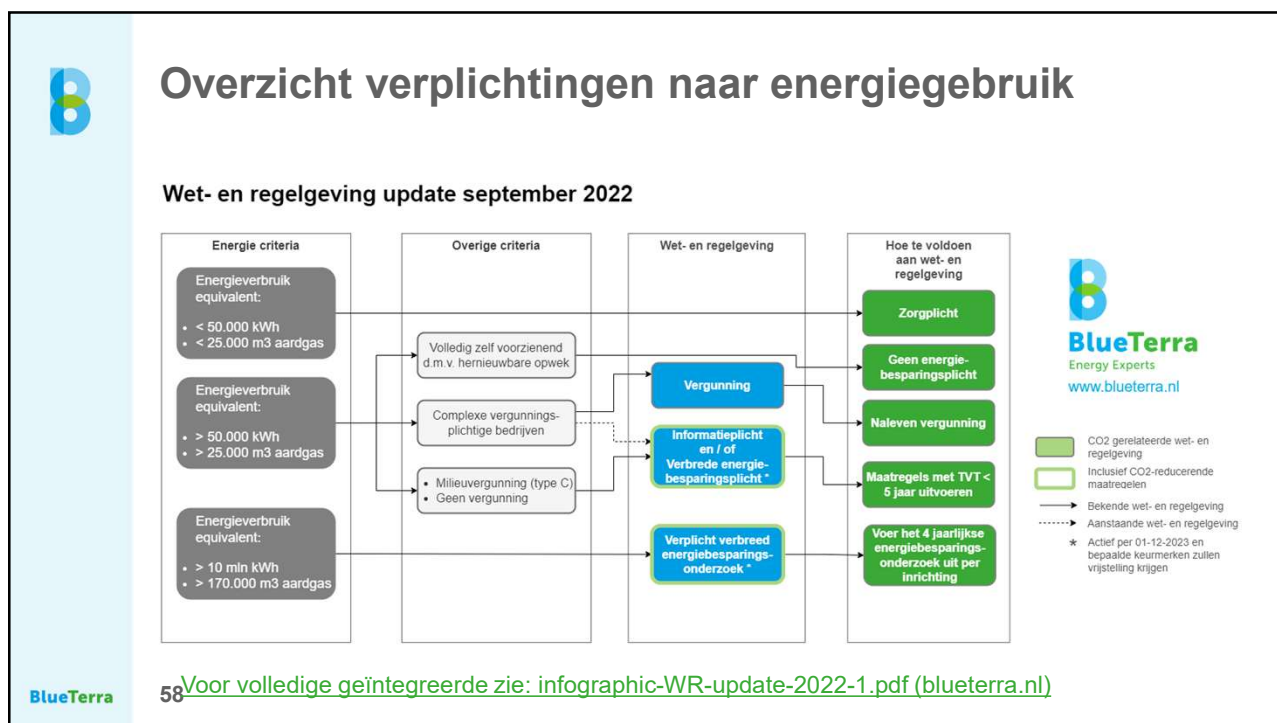 Overzicht verplichtingen naar energiegebruik
Wet- en regelgeving update september 2022
Energie criteria
Energieverbruik
equivalent:
• < 50.000 kWh
• < 25.000 m3 aardgas
Energieverbruik
equivalent:
• > 50.000 kWh
• > 25.000 m3 aardgas
Energieverbruik
equivalent:
• > 10 mln kWh
• > 170.000 m3 aardgas
Overige criteria
Volledig zelf voorzienend
d.m.v. hernieuwbare opwek
Complexe vergunnings-
plichtige bedrijven
• Milieuvergunning (type C)
• Geen vergunning
Wet- en regelgeving
Vergunning
Informatieplicht
en / of
Verbrede energie-
besparingsplicht *
Verplicht verbreed
energiebesparings-
onderzoek *
Hoe te voldoen
aan wet- en
regelgeving
Zorgplicht
Geen energie-
besparingsplicht
Naleven vergunning
Maatregels met TVT <
5 jaar uitvoeren
Voer het 4 jaarlijkse
energiebesparings-
onderzoek uit per
inrichting
BlueTerra
Energy Experts
www.blueterra.nl
CO2 gerelateerde wet- en
regelgeving
Inclusief CO2-reducerende
maatregelen
Bekende wet- en regelgeving
Aanstaande wet- en regelgeving
* Actief per 01-12-2023 en
bepaalde keurmerken zullen
vrijstelling krijgen
BlueTerra
58
Voor volledige geïntegreerde zie: infographic-WR-update-2022-1.pdf (blueterra.nl)